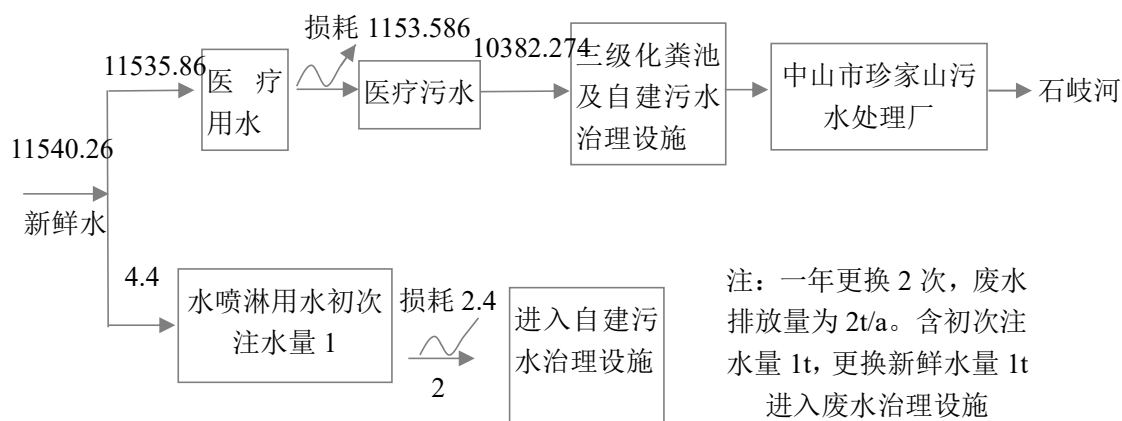 损耗 1153.586
11535.86
10382.274
医 疗
用水
医疗污水
三级化粪池
及自建污水
治理设施
中山市珍家山污
水处理厂
石岐河
11540.26
新鲜水
4.4
水喷淋用水初次
注水量 1
损耗 2.4
2
进入自建污
水治理设施
注：一年更换 2 次，废水
排放量为 2t/a。含初次注
水量 1t，更换新鲜水量 1t
进入废水治理设施